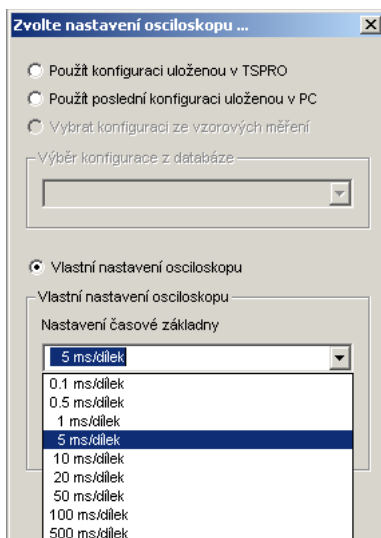 Zvolte nastavení osciloskopu ...
Použít konfiguraci uloženou v TSPRO
Použít poslední konfiguraci uloženou v PC
Vybrat konfiguraci ze vzorových měření
Výběr konfigurace z databáze
Vlastní nastavení osciloskopu
Vlastní nastavení osciloskopu
Nastavení časové základny
5 ms/dílek
0.1 ms/dílek
0.5 ms/dílek
1 ms/dílek
5 ms/dílek
10 ms/dílek
20 ms/dílek
50 ms/dílek
100 ms/dílek
500 ms/dílek